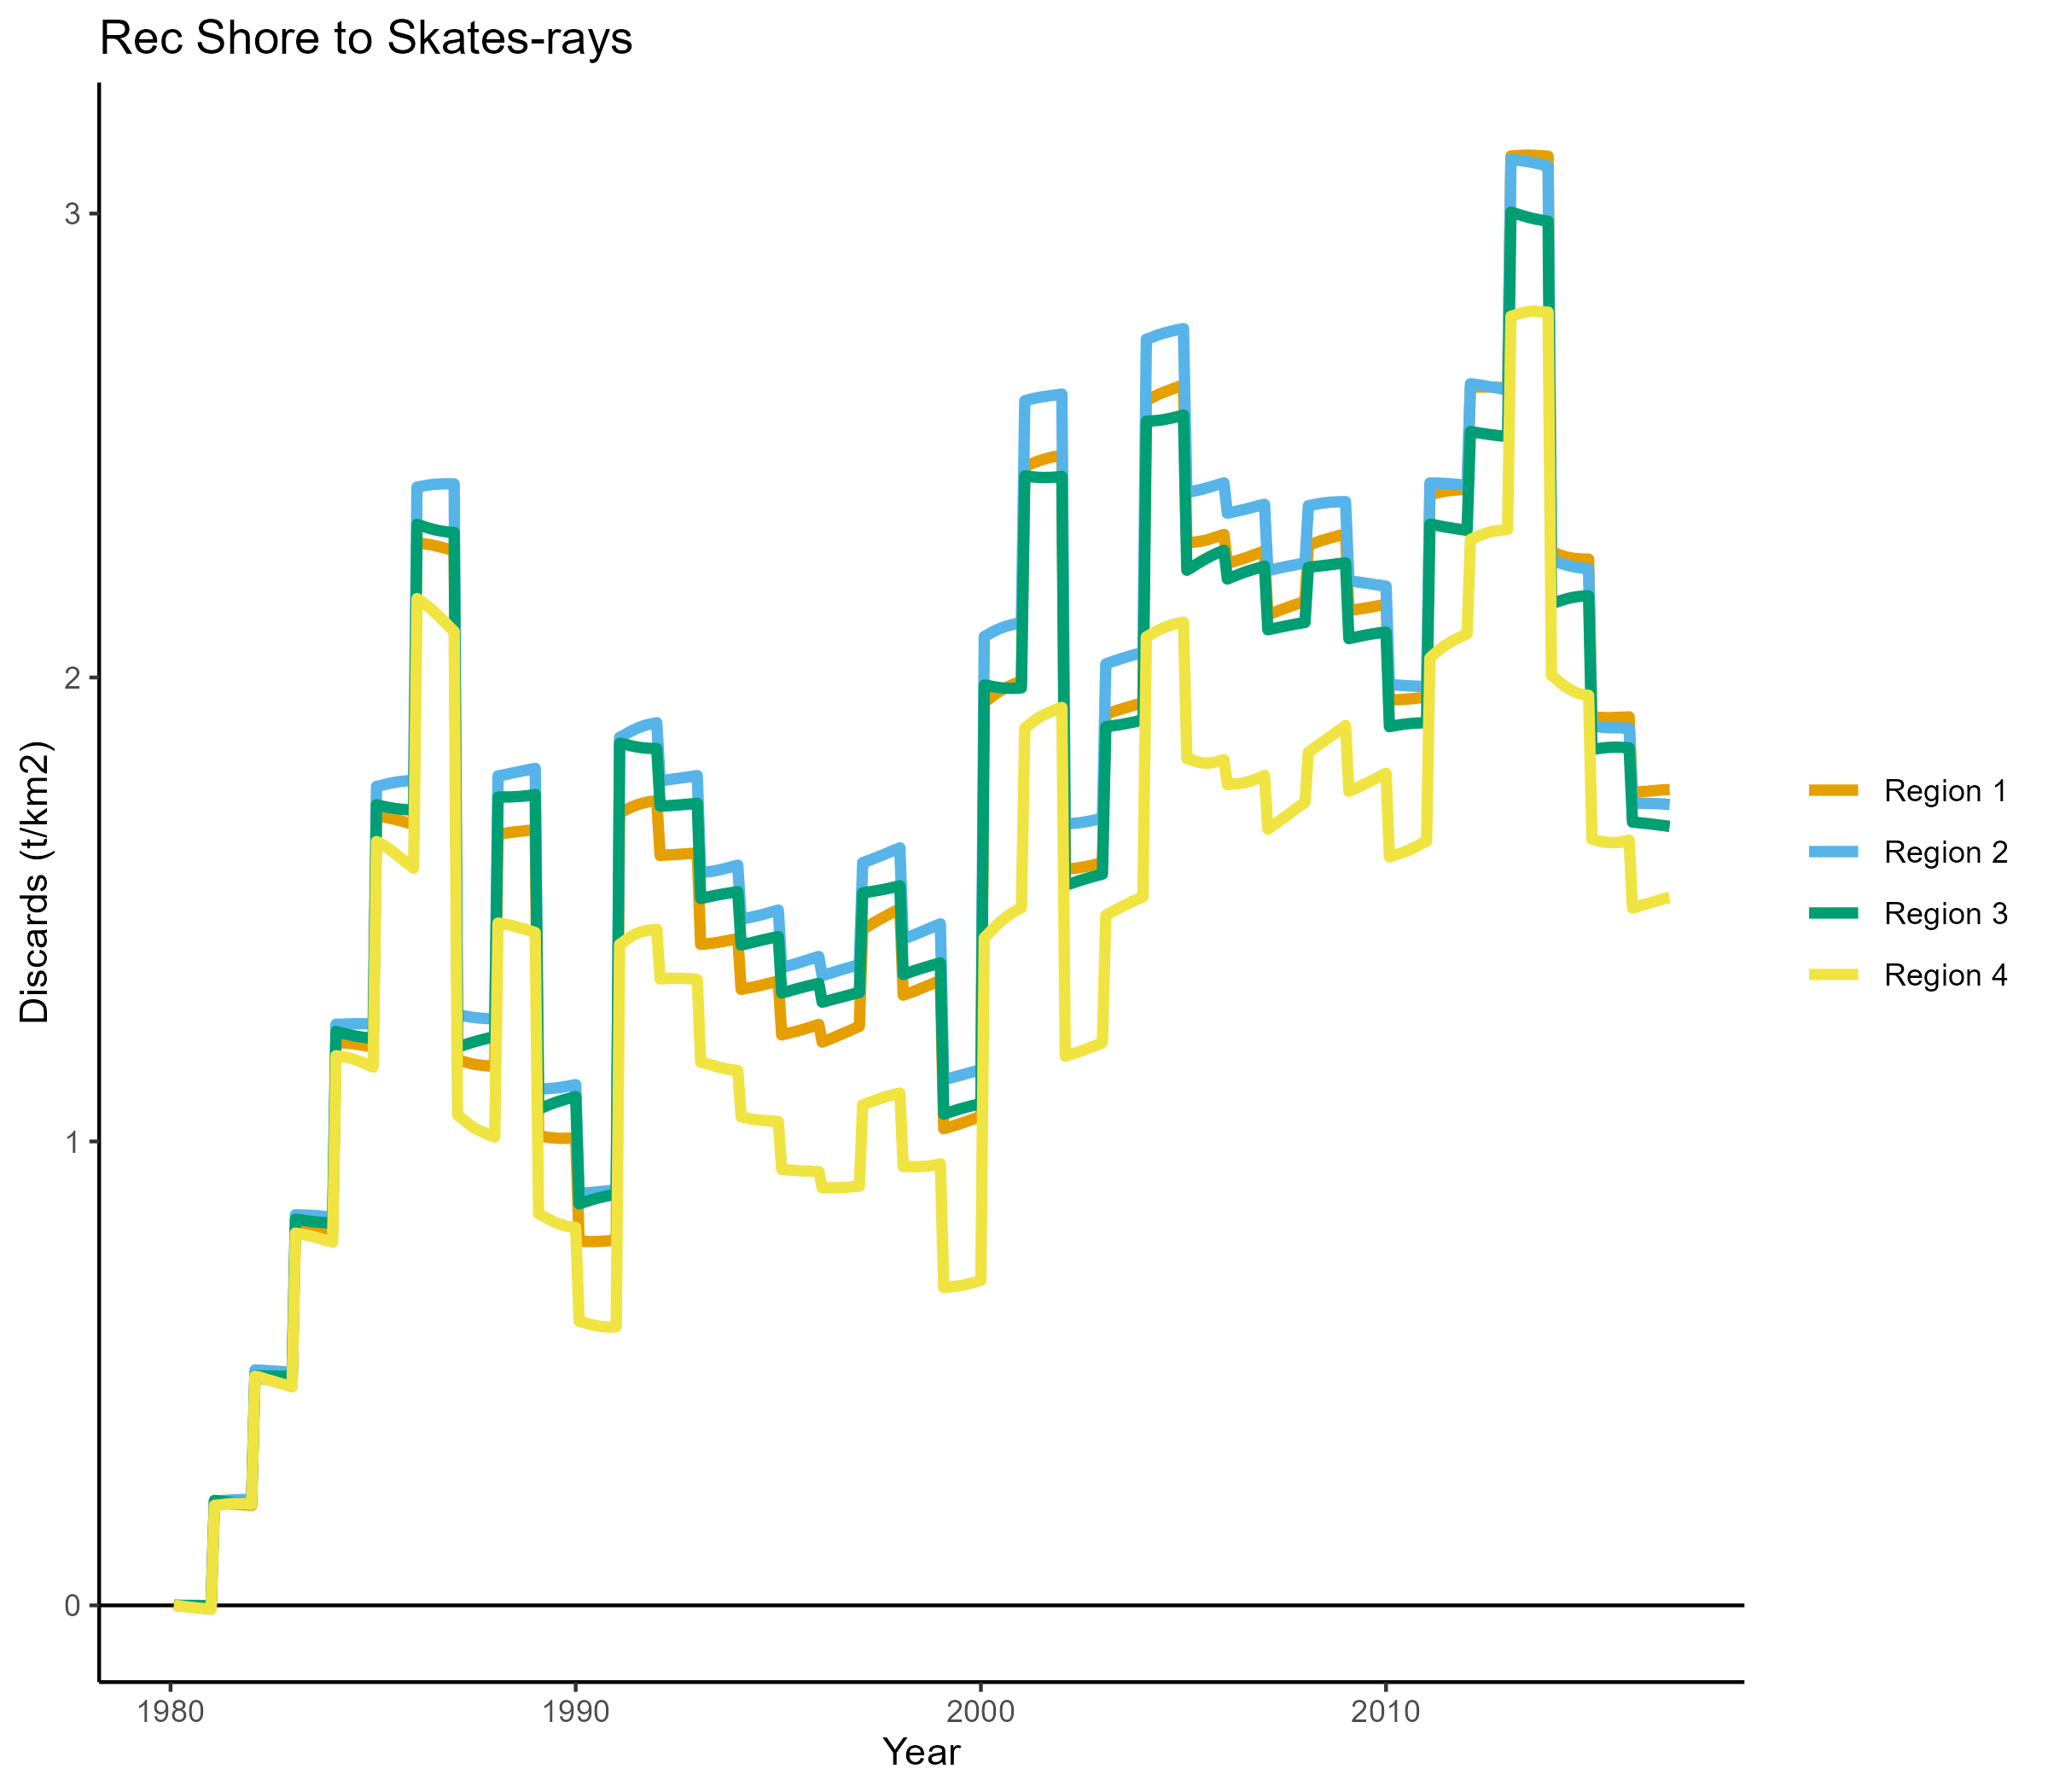 Rec Shore to Skates-rays
Discards (t/km2)
3
2
1
0
1980
1990
2000
2010
Year
Region 1
Region 2
Region 3
Region 4